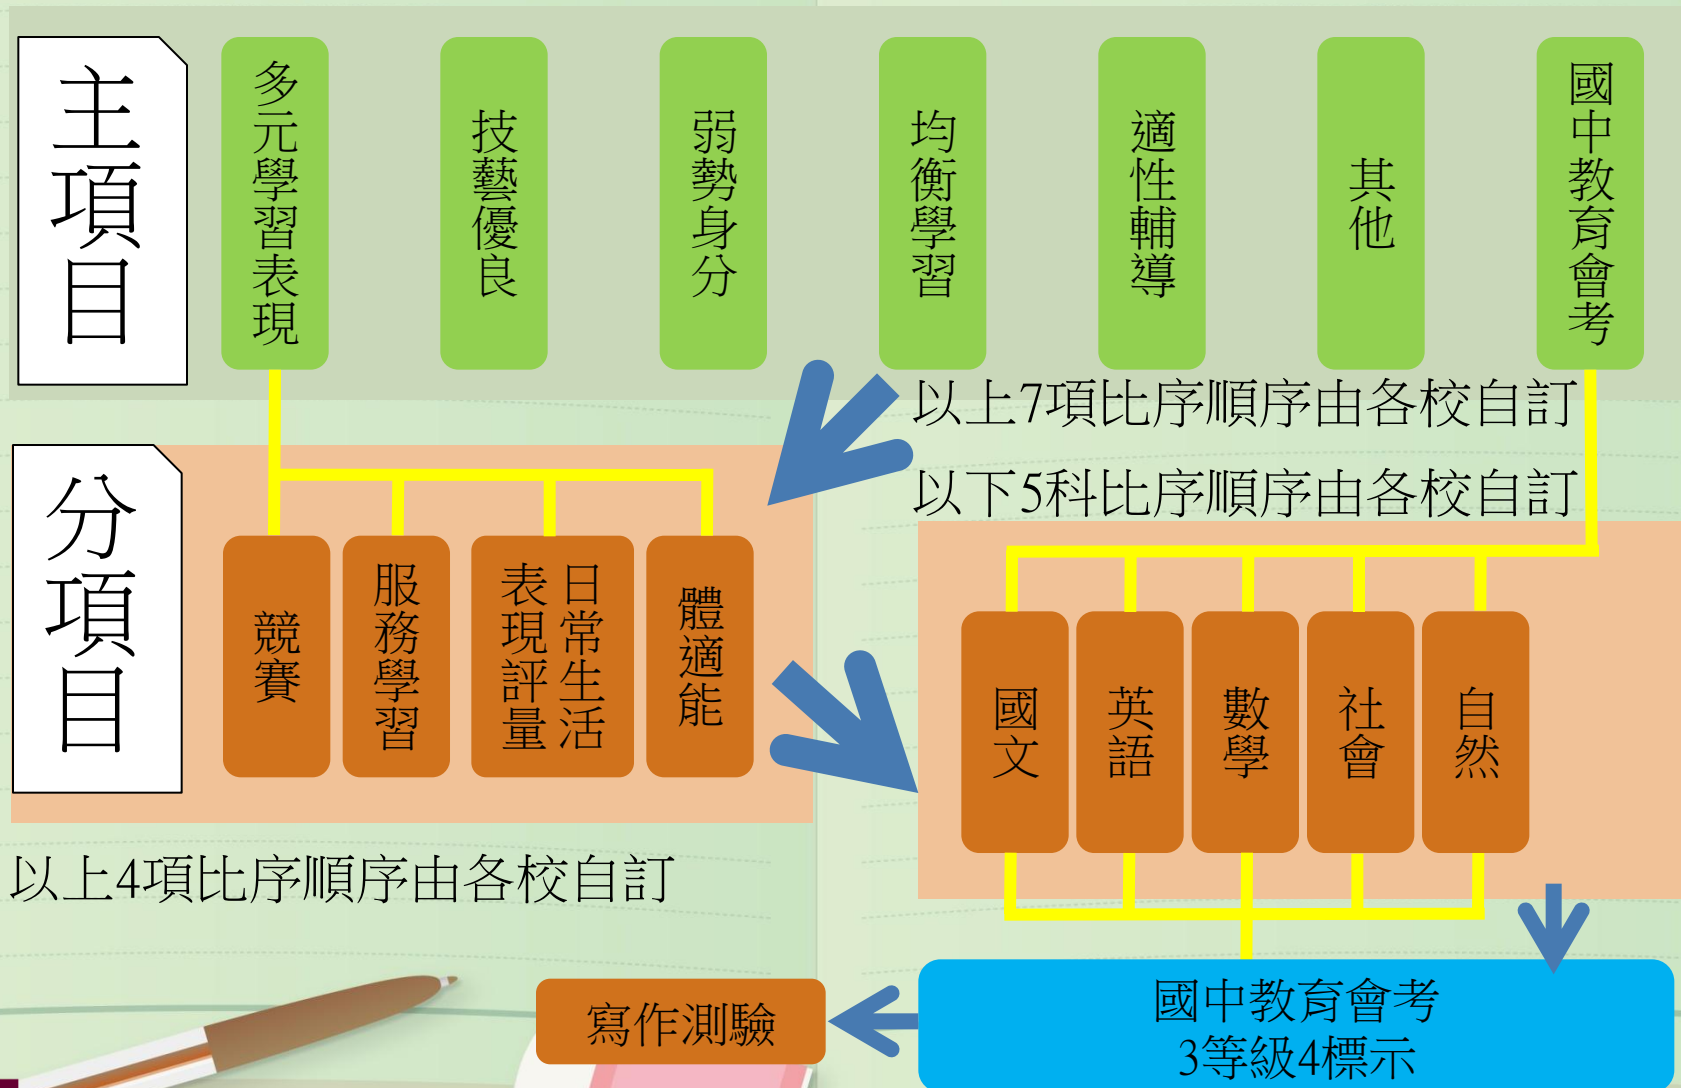 主項目
多元學習表現
技藝優良
弱勢身分
均衡學習
適性輔導
其他
國中教育會考
以上7項比序順序由各校自訂
以下5科比序順序由各校自訂
分項目
競賽
服務學習
日常生活
表現評量
體適能
國文
英語
數學
社會
自然
以上4項比序順序由各校自訂
寫作測驗
國中教育會考
3等級4標示